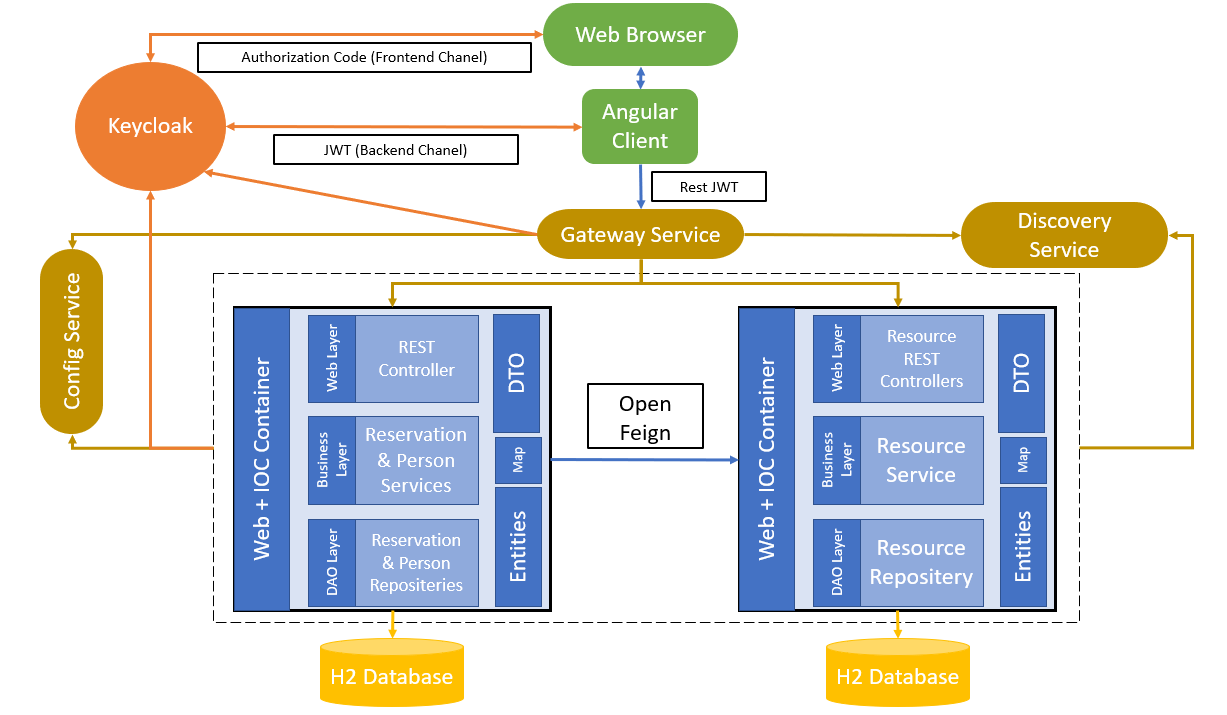 Web Browser
Authorization Code (Frontend Chanel)
Keycloak
Angular
Client
JWT (Backend Chanel)
Rest JWT
Gateway Service
Discovery
Service
Config Service
Web + IOC Container
Web Layer
REST
Controller
DTO
Business
Layer
Reservation
& Person
Services
Map
DAO Layer
Reservation
& Person
Repositeries
Entities
Open
Feign
Web + IOC Container
Web Layer
Resource
REST
Controllers
DTO
Business
Layer
Resource
Service
Map
DAO Layer
Resource
Repositery
Entities
H2 Database
H2 Database